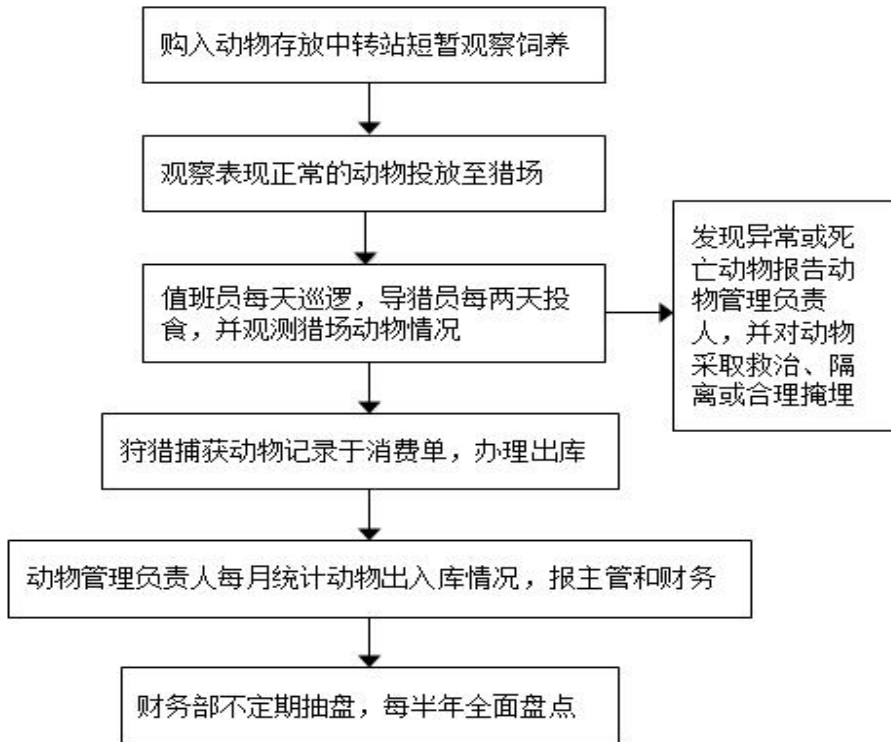 购入动物存放中转站短暂观察饲养
观察表现正常的动物投放至猎场
值班员每天巡逻，导猎员每两天投
食，并观测猎场动物情况
发现异常或死
亡动物报告动
物管理负责
人，并对动物
采取救治、隔
离或合理掩埋
狩猎捕获动物记录于消费单，办理出库
动物管理负责人每月统计动物出入库情况，报主管和财务
财务部不定期抽盘，每半年全面盘点